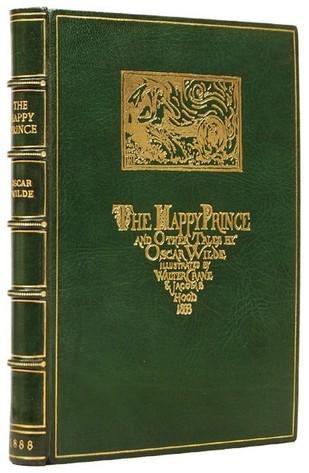 THE
HAPPY
PRINCE
OSCAR
WILDE
1888
THE HAPPY PRINCE
AND OTHER TALES BY
OSCAR WILDE
ILLUSTRATED BY
WALTER CRANE
& JACOMB
HOOD
1888